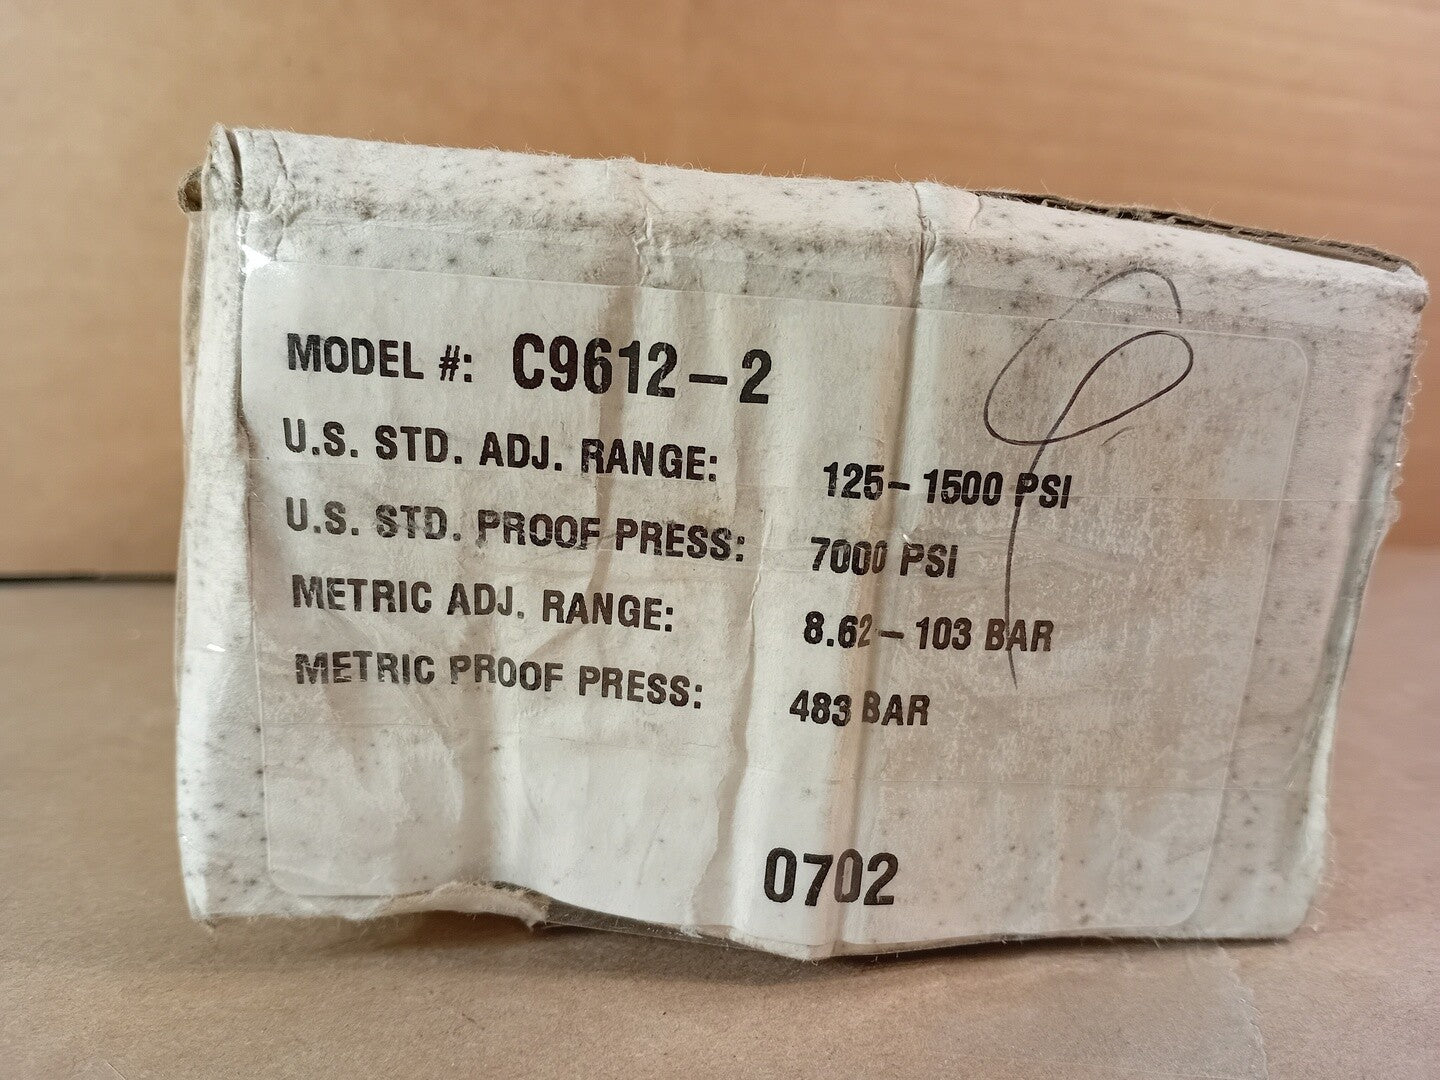 MODEL #: C9612-2
U.S. STD. ADJ. RANGE: 125-1500 PSI
U.S. STD. PROOF PRESS: 7000 PSI
METRIC ADJ. RANGE: 8.62-103 BAR
METRIC PROOF PRESS: 483 BAR
0702